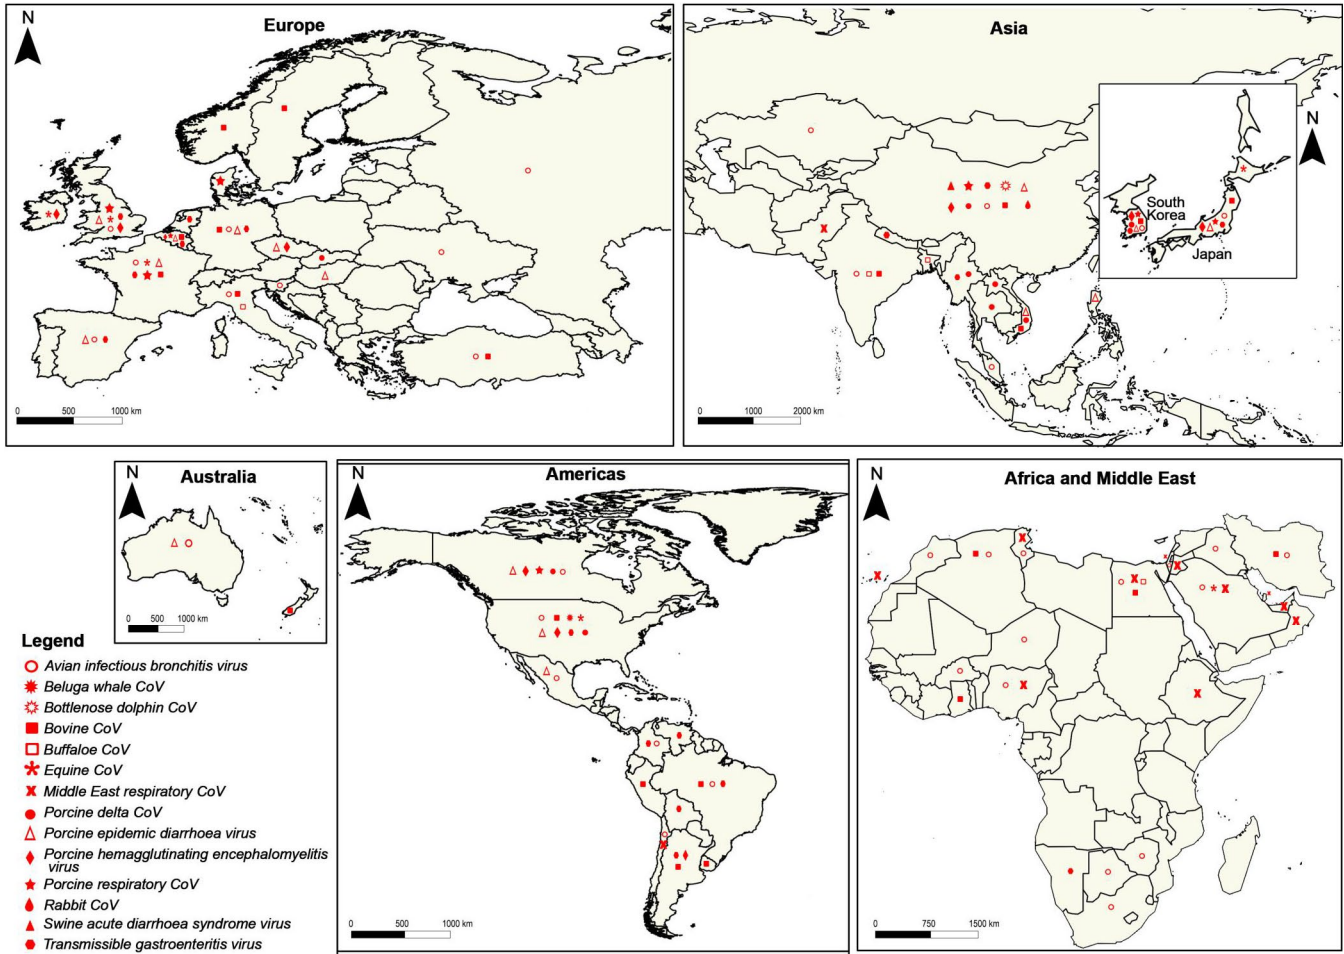 N
Europe
0 500 1000 km
Asia
N
South
Korea
Japan
0 1000 2000 km
N
Australia
0 500 1000 km
N
Americas
0 500 1000 km
N
Africa and Middle East
0 750 1500 km
Legend
Avian infectious bronchitis virus
Beluga whale CoV
Bottlenose dolphin CoV
Bovine CoV
Buffaloe CoV
Equine CoV
Middle East respiratory CoV
Porcine delta CoV
Porcine epidemic diarrhoea virus
Porcine hemagglutinating encephalomyelitis
virus
Porcine respiratory CoV
Rabbit CoV
Swine acute diarrhoea syndrome virus
Transmissible gastroenteritis virus